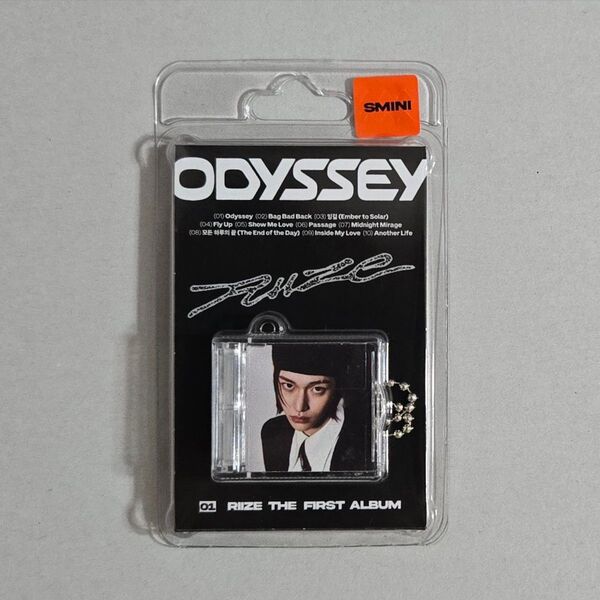 SMINI
ODYSSEY
(01) Odyssey (02) Bag Bad Back (03) 잉걸 (Ember to Solar)
(04) Fly Up (05) Show Me Love (06) Passage (07) Midnight Mirage
(08) 모든 하루의 끝 (The End of the Day) (09) Inside My Love (10) Another Life
RIIZE
01 RIIZE THE FIRST ALBUM